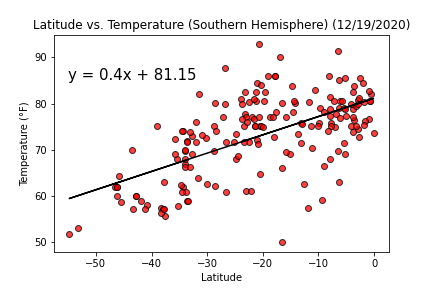 Latitude vs. Temperature (Southern Hemisphere) (12/19/2020)
y = 0.4x + 81.15
Temperature (°F)
90
80
70
60
50
−50
−40
−30
−20
−10
0
Latitude